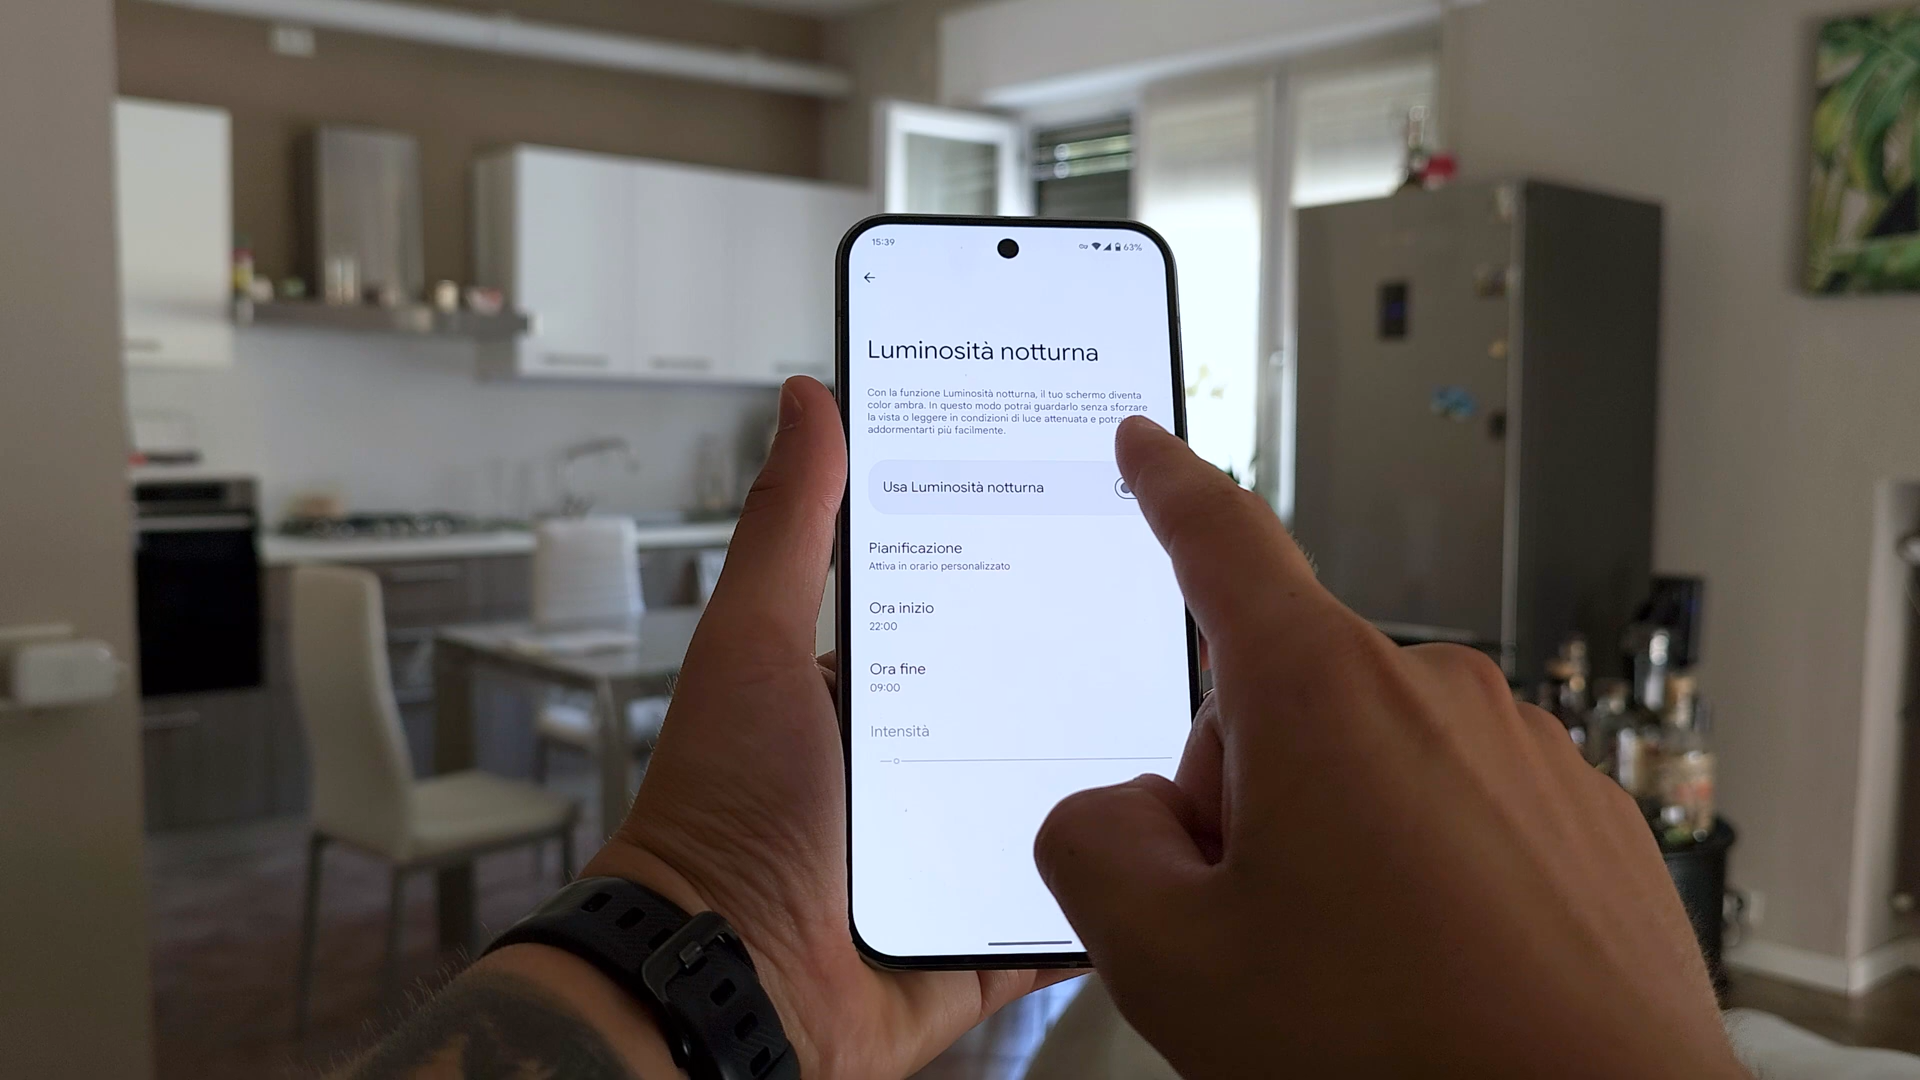 15:39
63%
Luminosità notturna
Con la funzione Luminosità notturna, il tuo schermo diventa
color ambra. In questo modo potrai guardarlo senza sforzare
la vista o leggere in condizioni di luce attenuata e potrai
addormentarti più facilmente.
Usa Luminosità notturna
Pianificazione
Attiva in orario personalizzato
Ora inizio
22:00
Ora fine
09:00
Intensità